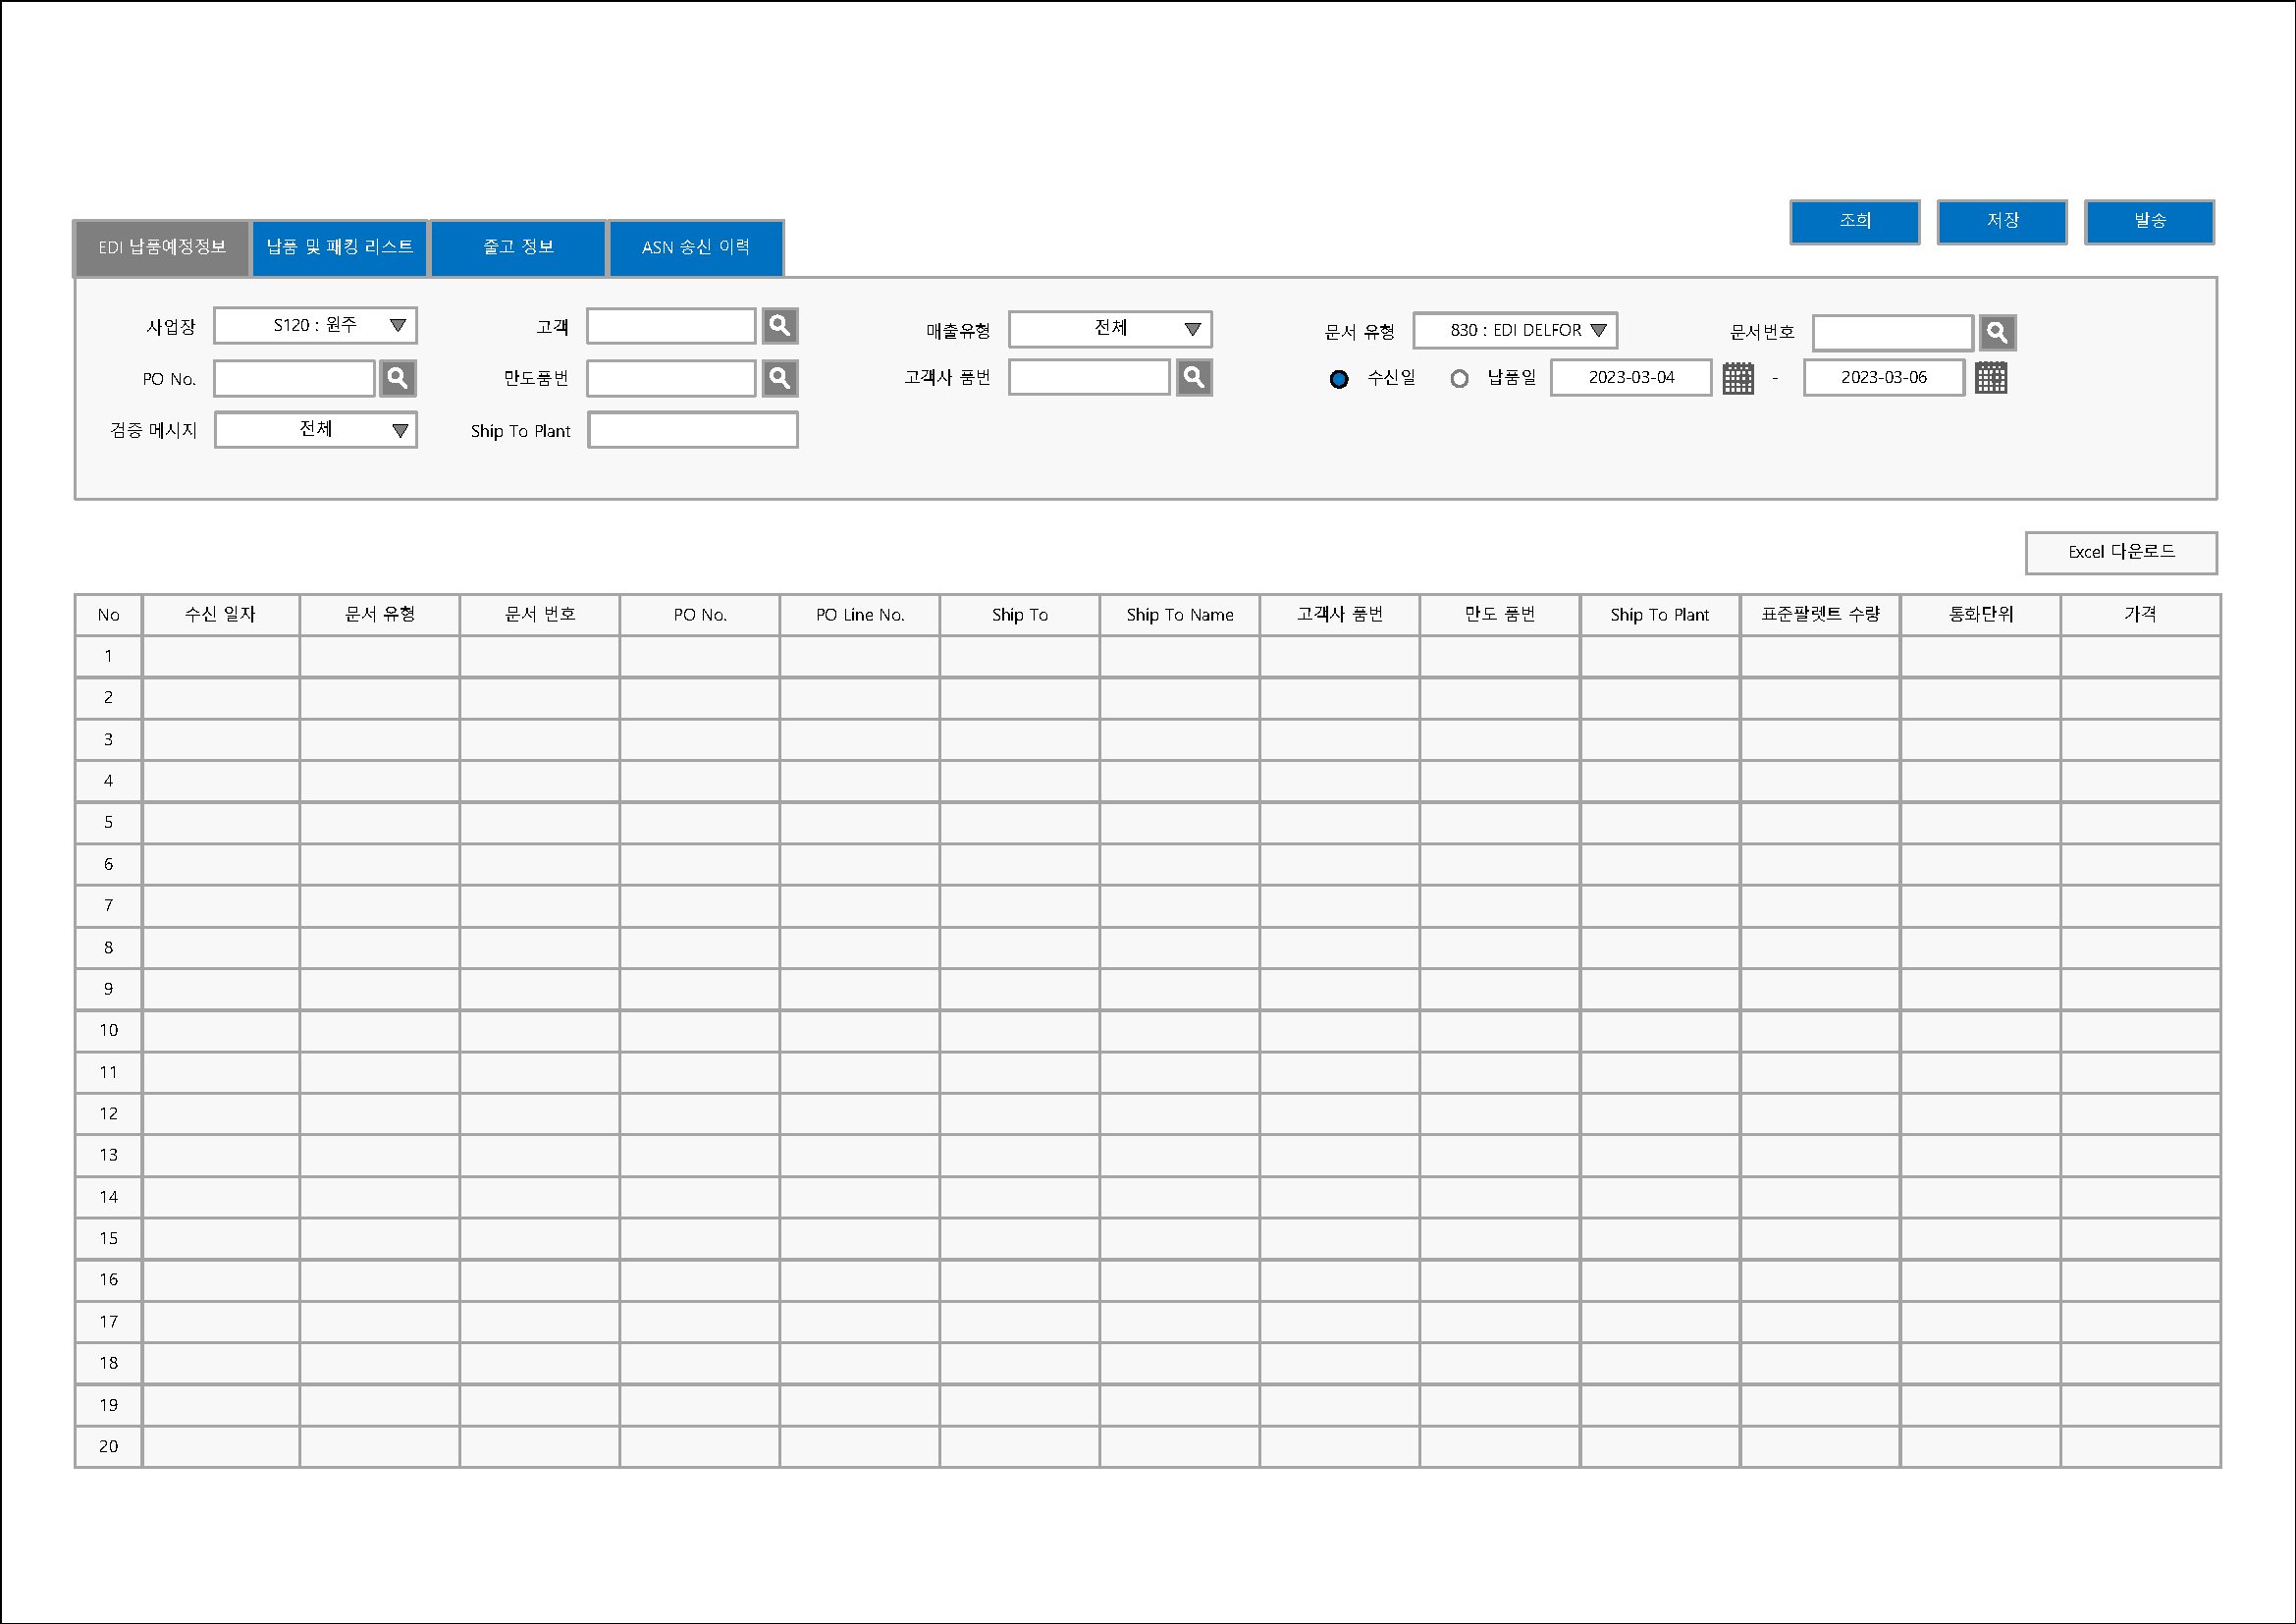 조회 저장 발송
EDI 납품예정정보 납품 및 패킹 리스트 줄고 정보 ASN 송신 이력
사업장 S120 : 원주 고객 매출유형 전체 문서 유형 830 : EDI DELFOR 문서번호
PO No. 만도품번 고객사 품번 수신일 납품일 2023-03-04 - 2023-03-06
검증 메시지 전체 Ship To Plant
Excel 다운로드
No 수신 일자 문서 유형 문서 번호 PO No. PO Line No. Ship To Ship To Name 고객사 품번 만도 품번 Ship To Plant 표준팔렛트 수량 통화단위 가격
1
2
3
4
5
6
7
8
9
10
11
12
13
14
15
16
17
18
19
20